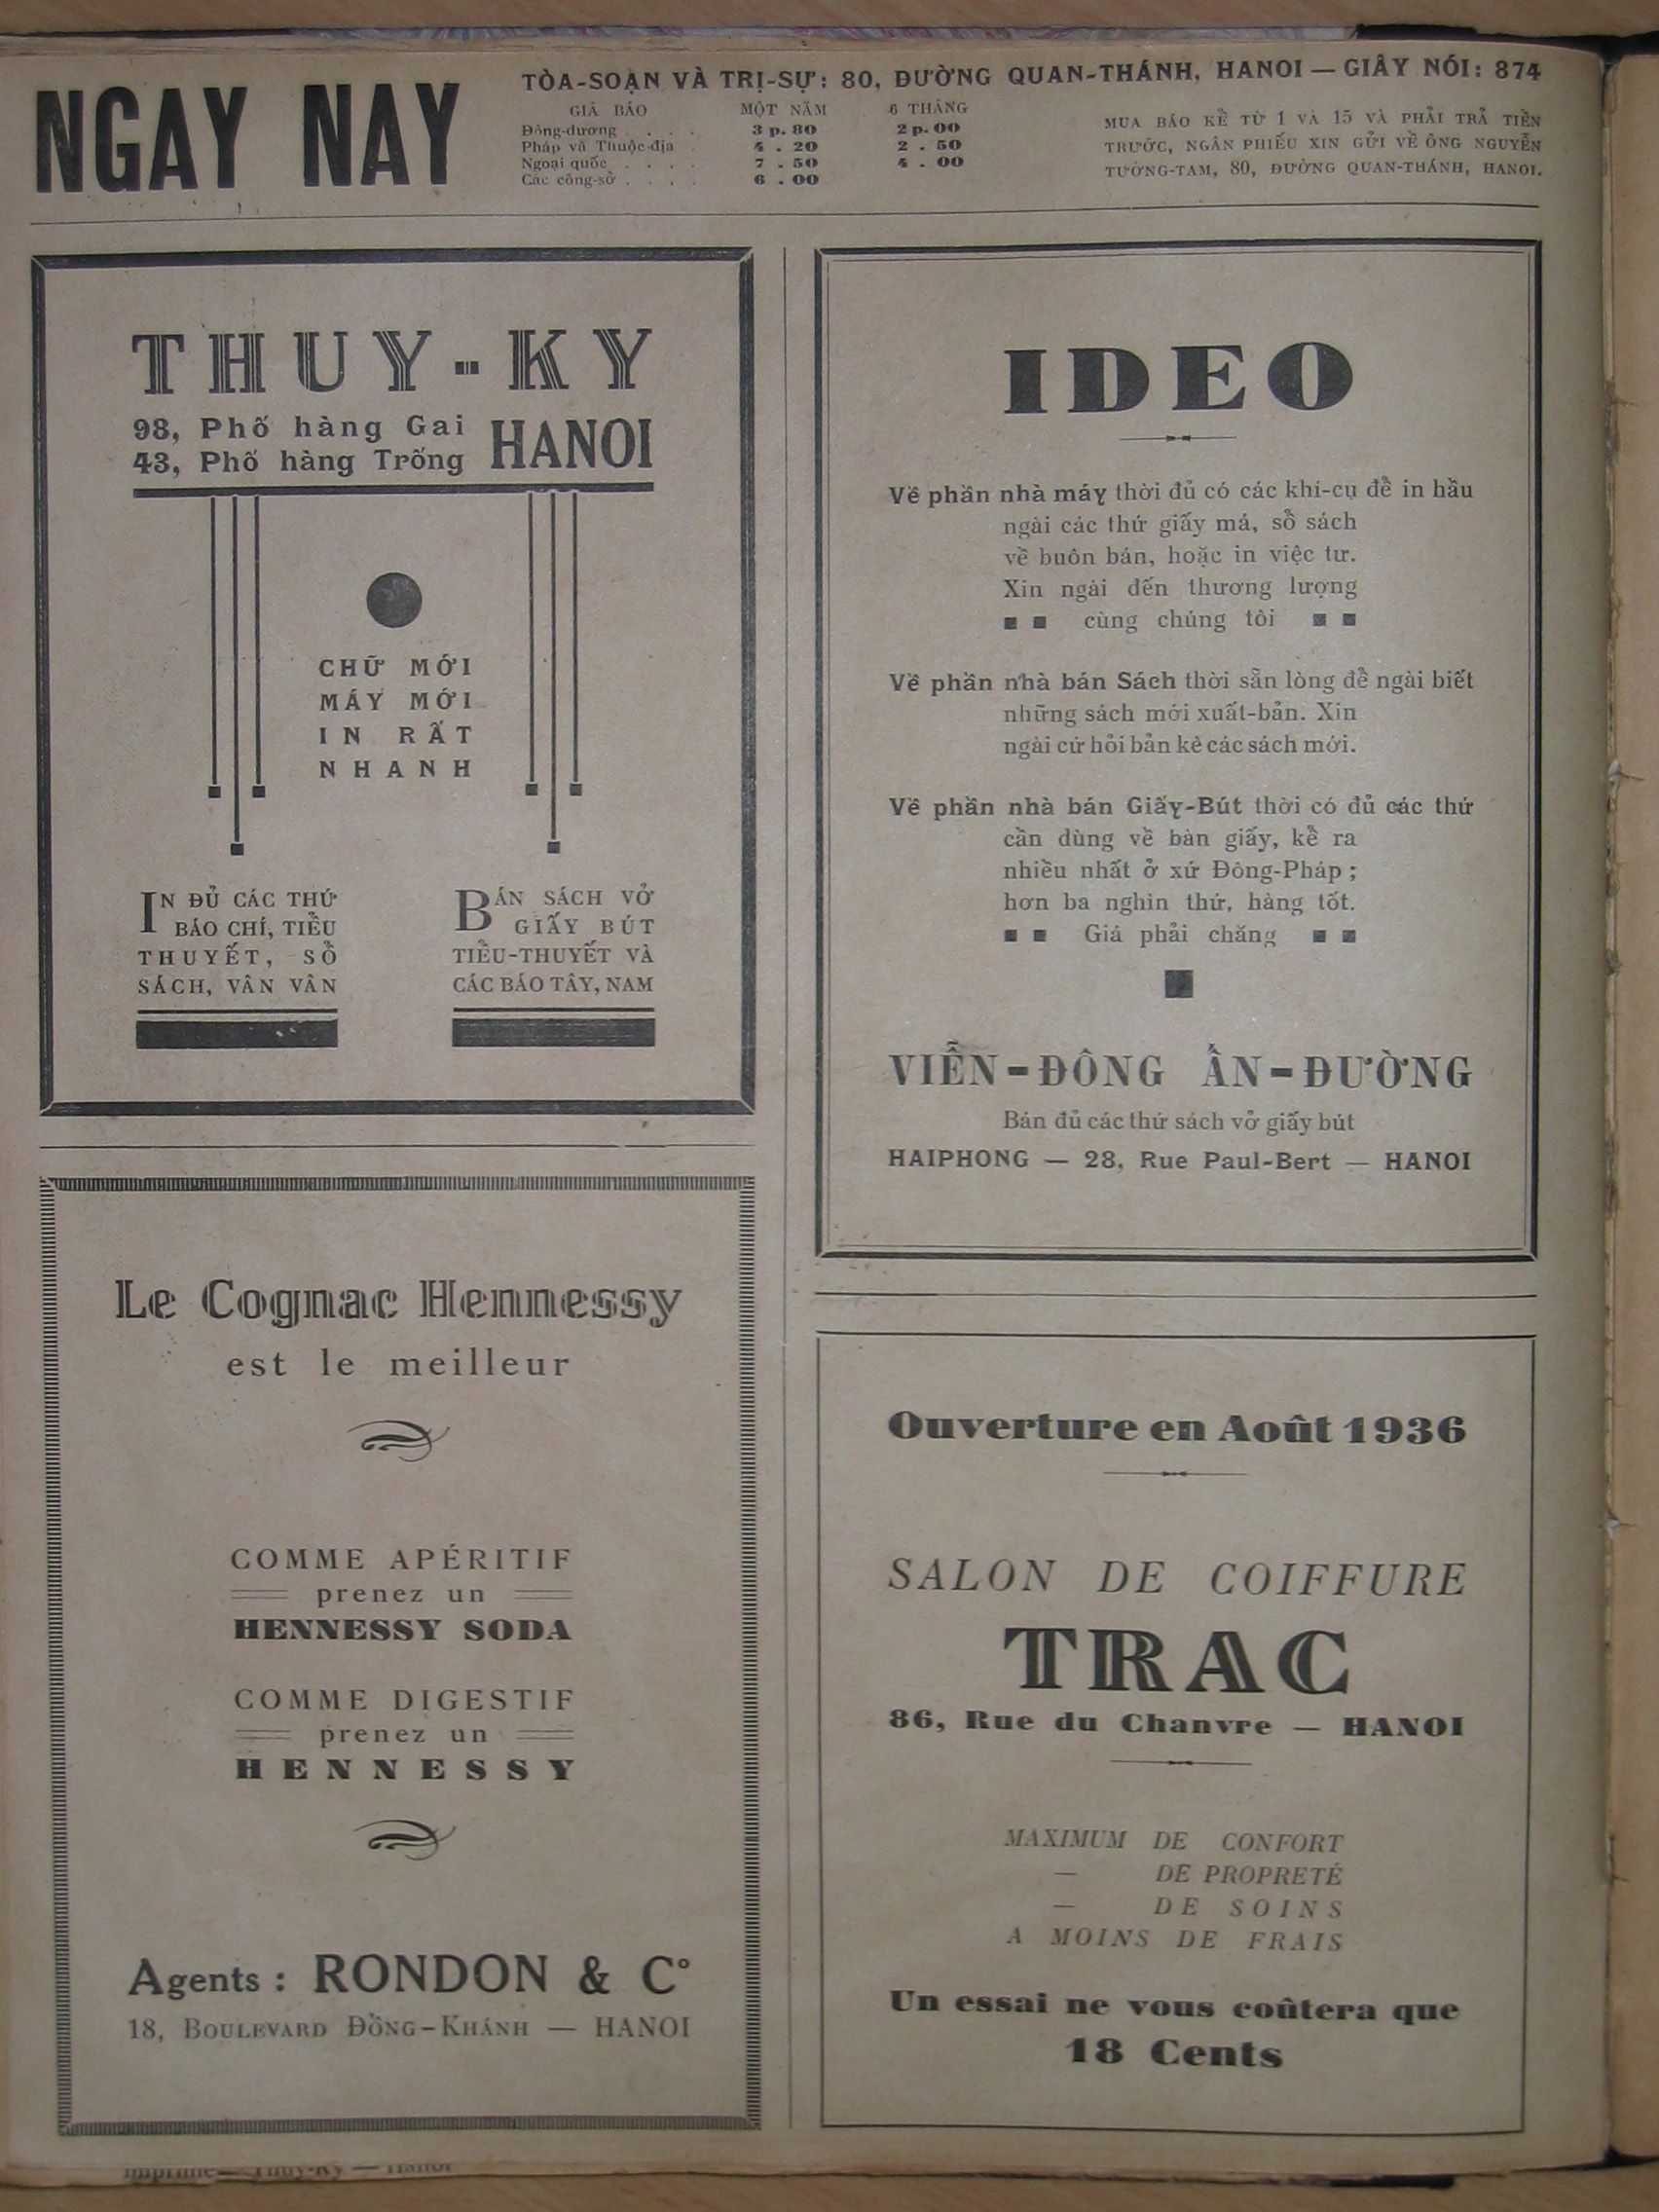 NGAY NAY
TÒA-SOẠN VÀ TRỊ-SỰ: 80, ĐƯỜNG QUAN-THÁNH, HANOI — GIÂY NÓI: 874
GIÁ BÁO MỘT NĂM 6 THÁNG
Đông-dương . . . . 3 p. 80 2 p. 00
Pháp và Thuộc-địa . 4 . 20 2 . 50
Ngoại quốc . . . . 7 . 50 4 . 00
Các công-sở . . . . 6 . 00
MUA BÁO KỂ TỪ 1 VÀ 15 VÀ PHẢI TRẢ TIỀN
TRƯỚC, NGÂN PHIẾU XIN GỬI VỀ ÔNG NGUYỄN
TƯỜNG-TAM, 80, ĐƯỜNG QUAN-THÁNH, HANOI.
THUY-KY
98, Phố hàng Gai
43, Phố hàng Trống
HANOI
CHỮ MỚI
MÁY MỚI
IN RẤT
NHANH
IN ĐỦ CÁC THỨ
BÁO CHÍ, TIỂU
THUYẾT, SỔ
SÁCH, VÂN VÂN
BÁN SÁCH VỞ
GIẤY BÚT
TIỂU-THUYẾT VÀ
CÁC BÁO TÂY, NAM
Le Cognac Hennessy
est le meilleur
COMME APÉRITIF
prenez un
HENNESSY SODA
COMME DIGESTIF
prenez un
HENNESSY
Agents : RONDON & C°
18, BOULEVARD ĐỒNG-KHÁNH — HANOI
IDEO
Về phần nhà máy thời đủ có các khí-cụ để in hầu
ngài các thứ giấy má, sổ sách
về buôn bán, hoặc in việc tư.
Xin ngài đến thương lượng
cùng chúng tôi
Về phần nhà bán Sách thời sẵn lòng để ngài biết
những sách mới xuất-bản. Xin
ngài cứ hỏi bản kê các sách mới.
Về phần nhà bán Giấy-Bút thời có đủ các thứ
cần dùng về bàn giấy, kể ra
nhiều nhất ở xứ Đông-Pháp ;
hơn ba nghìn thứ, hàng tốt.
Giá phải chăng
VIỄN-ĐÔNG ẤN-ĐƯỜNG
Bán đủ các thứ sách vở giấy bút
HAIPHONG — 28, Rue Paul-Bert — HANOI
Ouverture en Août 1936
SALON DE COIFFURE
TRAC
86, Rue du Chanvre — HANOI
MAXIMUM DE CONFORT
— DE PROPRETÉ
— DE SOINS
A MOINS DE FRAIS
Un essai ne vous coûtera que
18 Cents